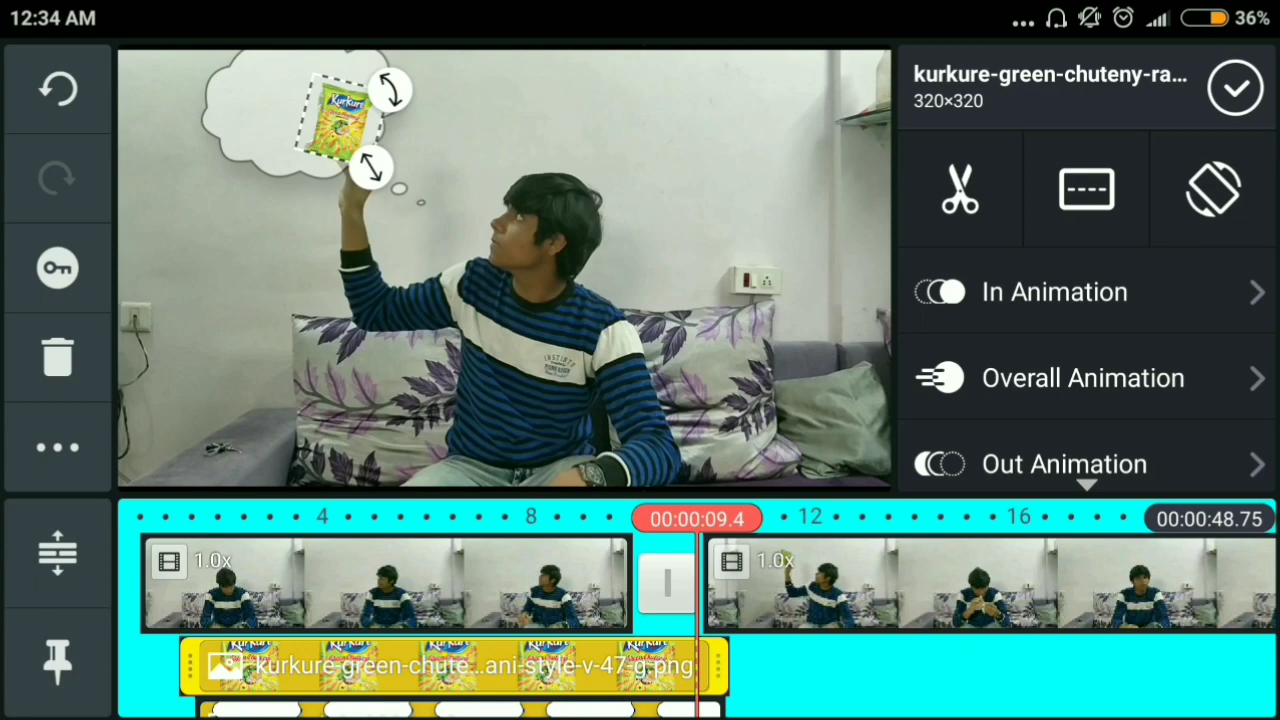 12:34 AM
36%
kurkure-green-chuteny-ra...
320×320
Kurkure
INSTINTS
In Animation
Overall Animation
Out Animation
4
8
00:00:09.4
12
16
00:00:48.75
1.0x
1.0x
kurkure-green-chute...ani-style-v-47-g.png